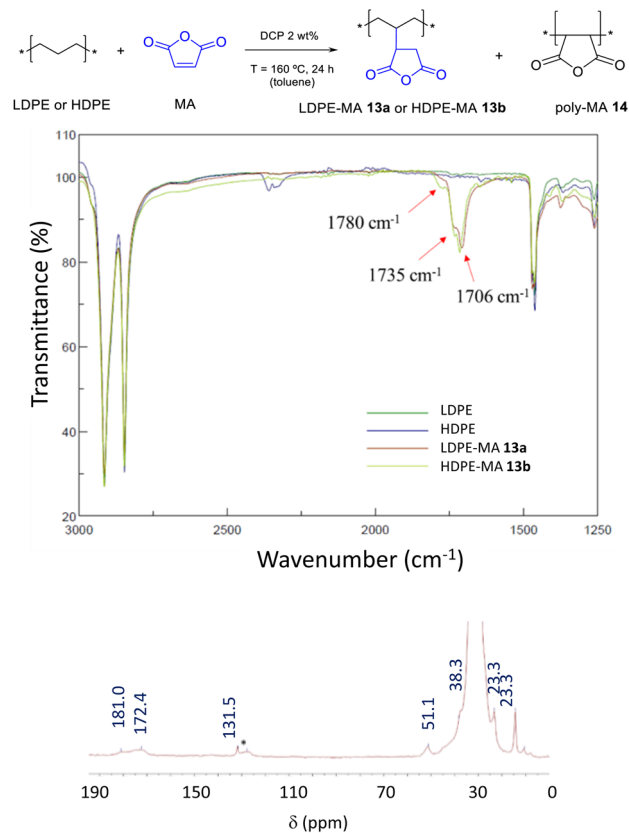 DCP 2 wt%
T = 160 ºC, 24 h
(toluene)
* * + O O O * * O O O + * * O O O
LDPE or HDPE MA LDPE-MA 13a or HDPE-MA 13b poly-MA 14
Transmittance (%)
110
100
80
60
40
20
1780 cm-1
1735 cm-1
1706 cm-1
LDPE
HDPE
LDPE-MA 13a
HDPE-MA 13b
3000 2500 2000 1500 1250
Wavenumber (cm-1)
181.0 172.4 131.5 * 51.1 38.3 23.3 23.3
190 150 110 70 30 0
δ (ppm)